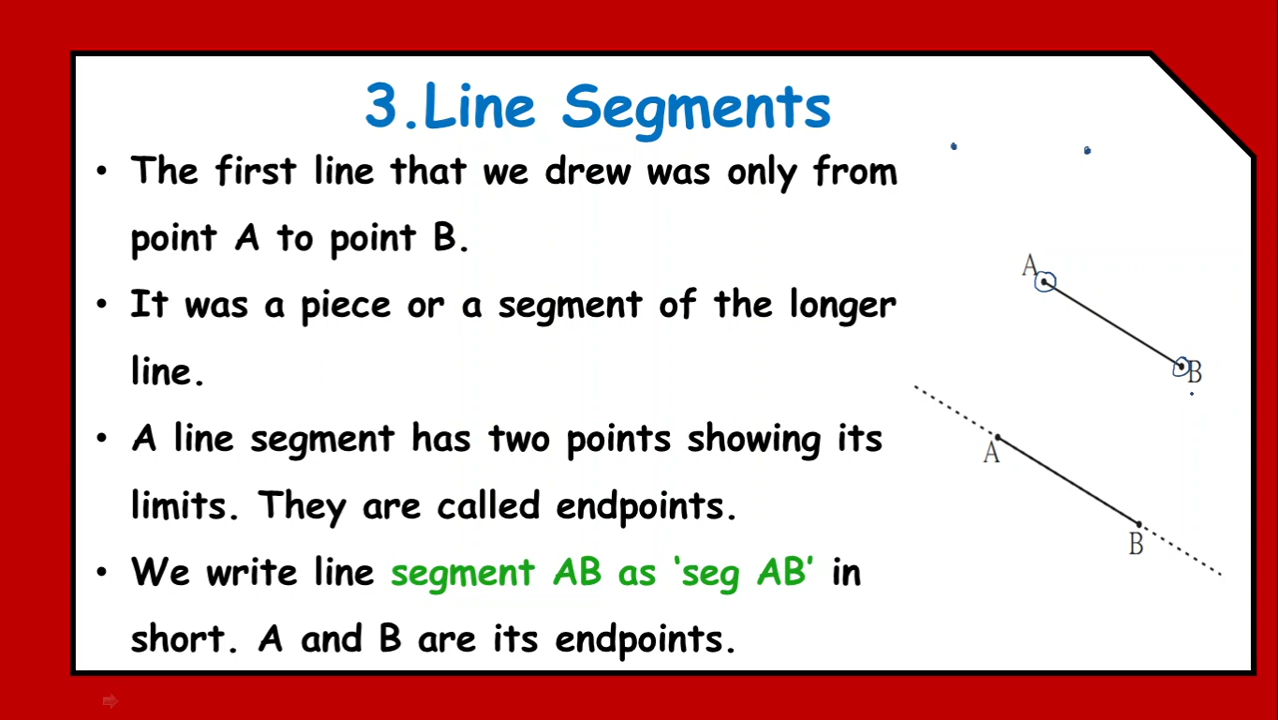 3.Line Segments
• The first line that we drew was only from
point A to point B.
• It was a piece or a segment of the longer
line.
• A line segment has two points showing its
limits. They are called endpoints.
• We write line segment AB as ‘seg AB’ in
short. A and B are its endpoints.
A
B
A
B